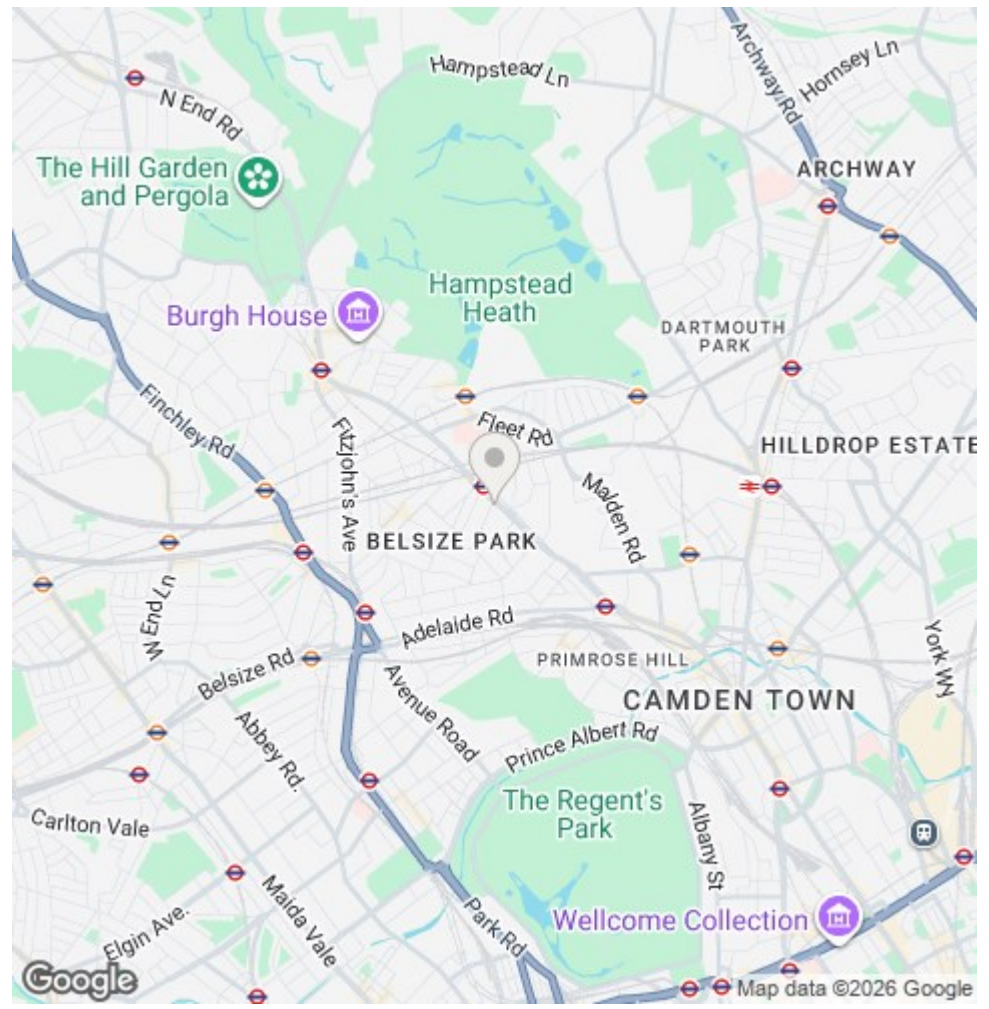 Hampstead Ln
Archway Rd
Hornsey Ln
N End Rd
The Hill Garden
and Pergola
ARCHWAY
Hampstead
Heath
Burgh House
DARTMOUTH
PARK
Finchley Rd
Fitzjohn's Ave
Fleet Rd
HILLDROP ESTATE
Malden Rd
BELSIZE PARK
W End Ln
Adelaide Rd
York Wy
Belsize Rd
PRIMROSE HILL
Avenue Road
CAMDEN TOWN
Abbey Rd.
Prince Albert Rd
The Regent's
Park
Carlton Vale
Albany St
Maida Vale
Elgin Ave.
Park Rd
Wellcome Collection
Google
Map data ©2026 Google